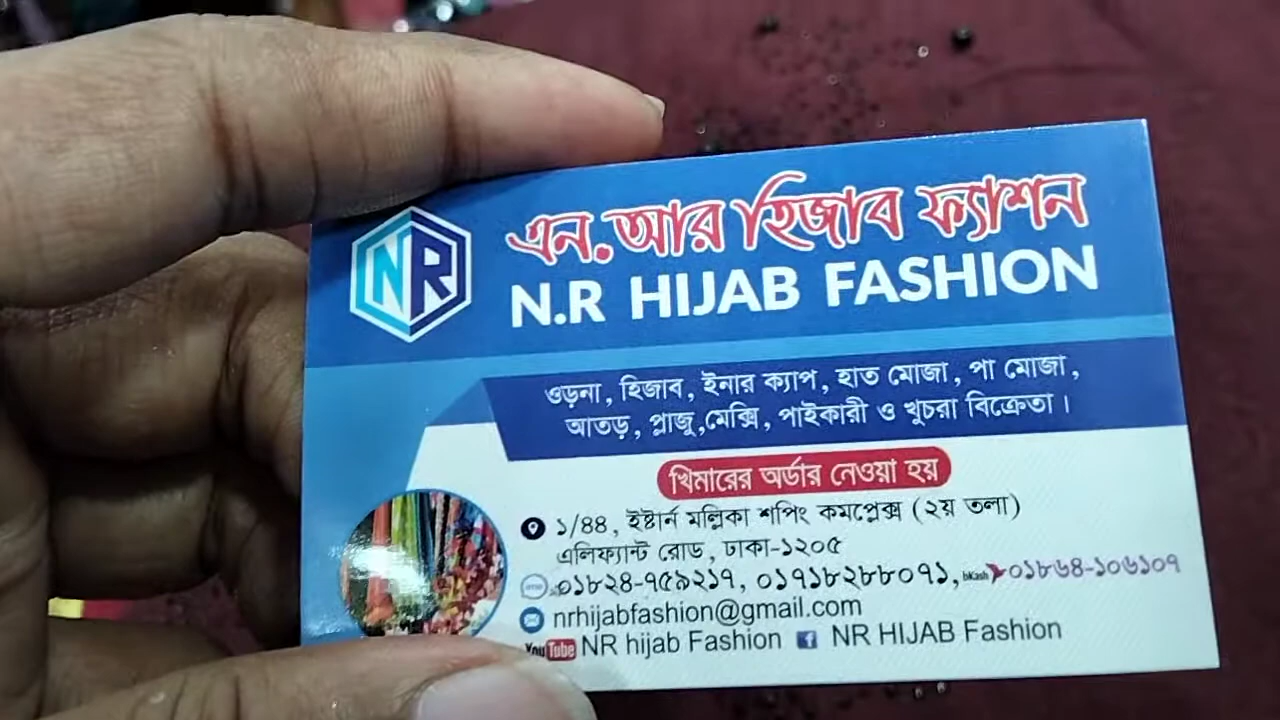 NR
এন.আর হিজাব ফ্যাশন
N.R HIJAB FASHION
ওড়না, হিজাব, ইনার ক্যাপ, হাত মোজা, পা মোজা,
আতড়, প্লাজু,মেক্সি, পাইকারী ও খুচরা বিক্রেতা।
খিমারের অর্ডার নেওয়া হয়
১/৪৪, ইষ্টার্ন মল্লিকা শপিং কমপ্লেক্স (২য় তলা)
এলিফ্যান্ট রোড, ঢাকা-১২০৫
০১৮২৪-৭৫৯২১৭, ০১৭১৮২৮৮০৭১, bKash ০১৮৬৪-১০৬১০৭
nrhijabfashion@gmail.com
You Tube NR hijab Fashion f NR HIJAB Fashion